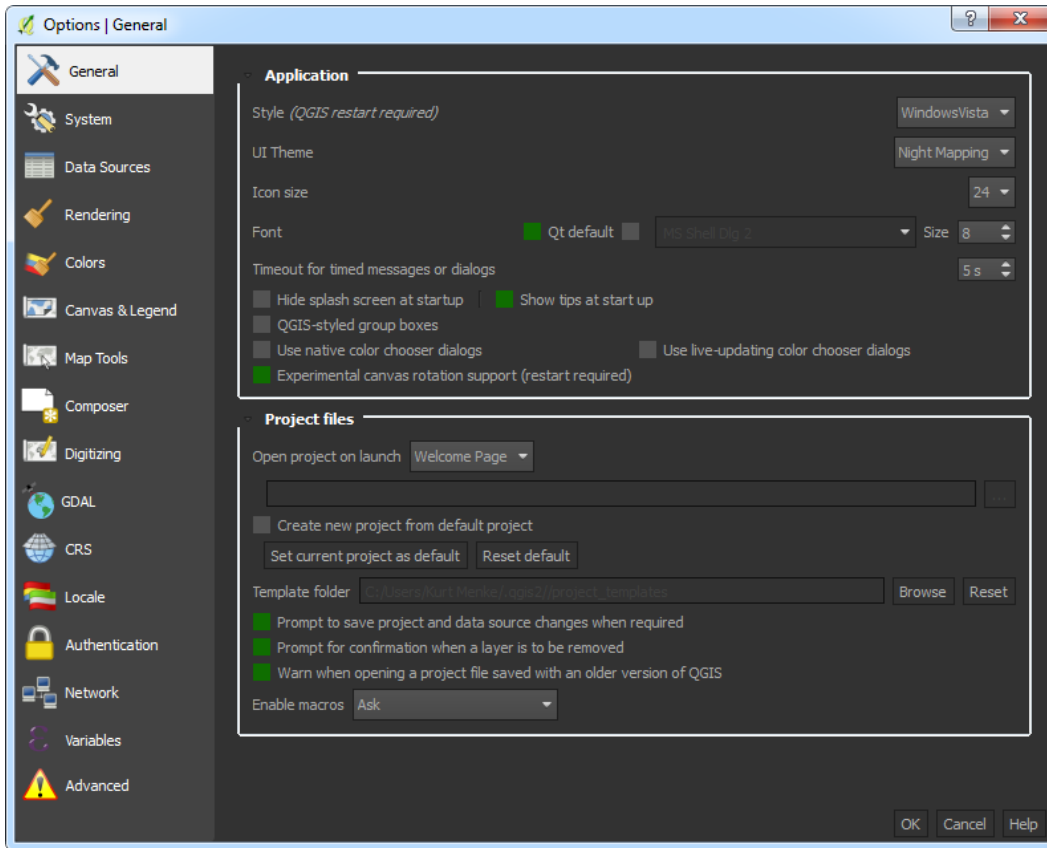 Options | General
General
System
Data Sources
Rendering
Colors
Canvas & Legend
Map Tools
Composer
Digitizing
GDAL
CRS
Locale
Authentication
Network
Variables
Advanced
Application
Style (QGIS restart required) WindowsVista
UI Theme Night Mapping
Icon size 24
Font Qt default MS Shell Dlg 2 Size 8
Timeout for timed messages or dialogs 5 s
Hide splash screen at startup Show tips at start up
QGIS-styled group boxes
Use native color chooser dialogs Use live-updating color chooser dialogs
Experimental canvas rotation support (restart required)
Project files
Open project on launch Welcome Page
...
Create new project from default project
Set current project as default Reset default
Template folder C:/Users/Kurt Menke/.qgis2//project_templates Browse Reset
Prompt to save project and data source changes when required
Prompt for confirmation when a layer is to be removed
Warn when opening a project file saved with an older version of QGIS
Enable macros Ask
OK Cancel Help